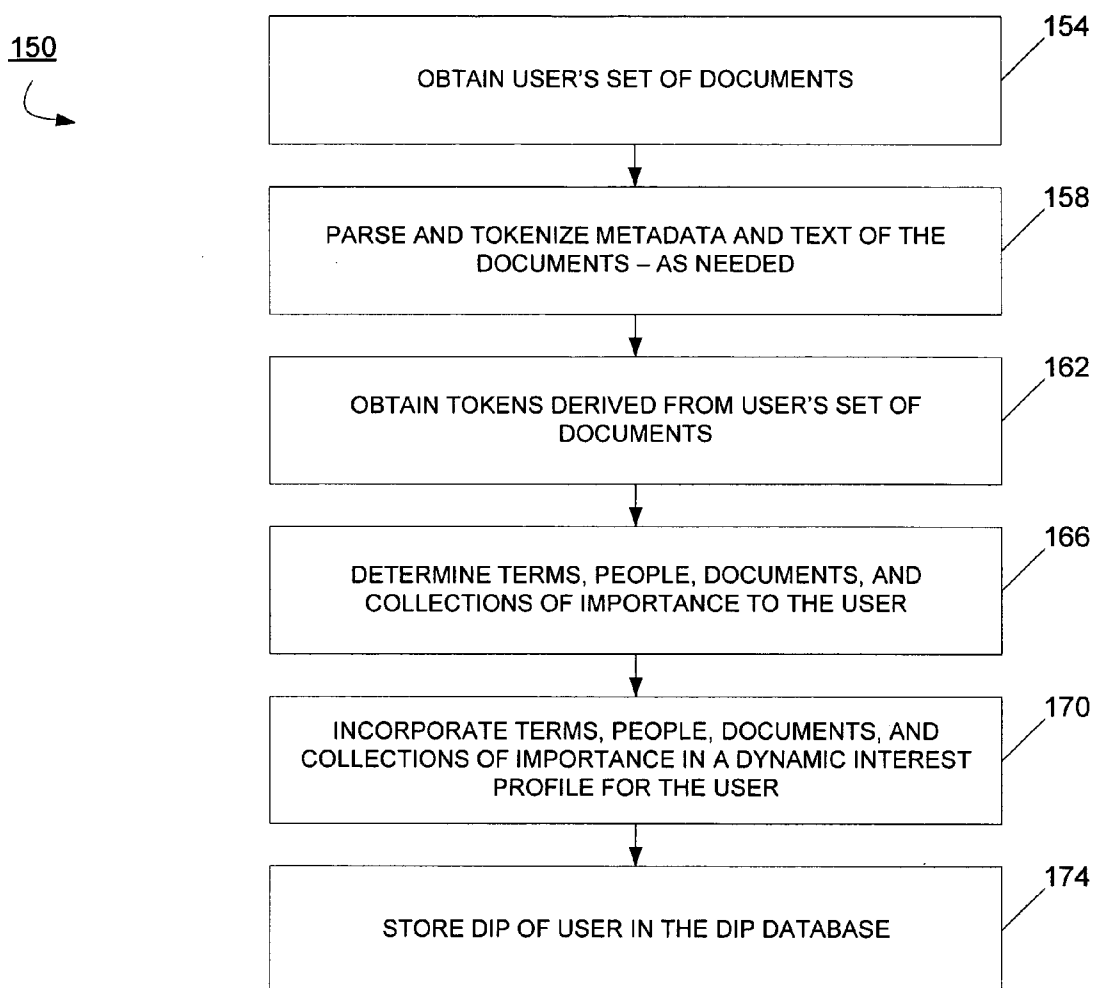 150
154
OBTAIN USER'S SET OF DOCUMENTS
158
PARSE AND TOKENIZE METADATA AND TEXT OF THE
DOCUMENTS – AS NEEDED
162
OBTAIN TOKENS DERIVED FROM USER'S SET OF
DOCUMENTS
166
DETERMINE TERMS, PEOPLE, DOCUMENTS, AND
COLLECTIONS OF IMPORTANCE TO THE USER
170
INCORPORATE TERMS, PEOPLE, DOCUMENTS, AND
COLLECTIONS OF IMPORTANCE IN A DYNAMIC INTEREST
PROFILE FOR THE USER
174
STORE DIP OF USER IN THE DIP DATABASE